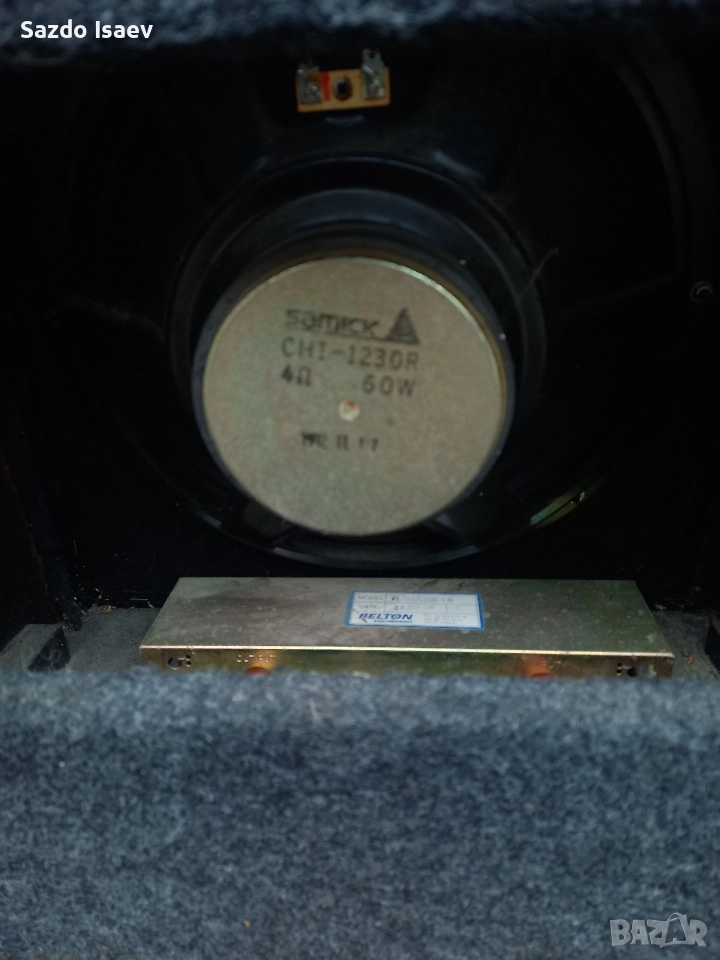 Sazdo Isaev
samick
CHI-1230R
4Ω 60W
BELTON
BAZAR